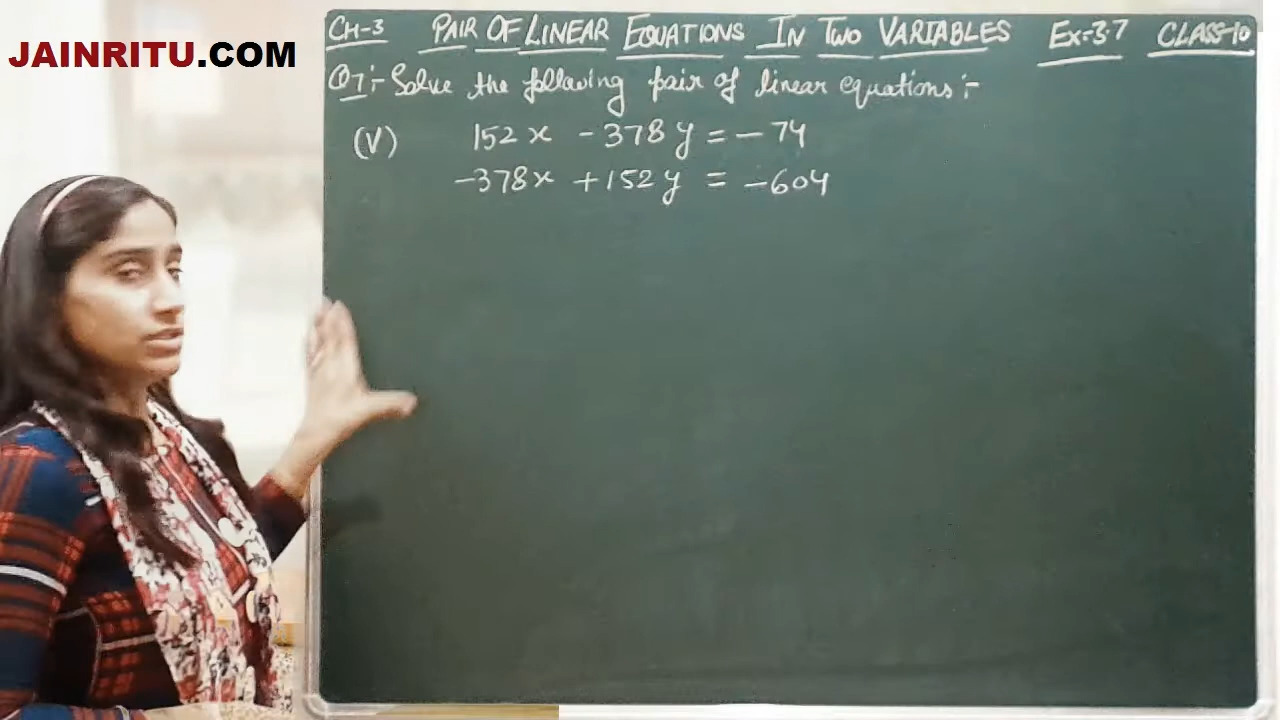 JAINRITU.COM
CH-3 PAIR OF LINEAR EQUATIONS IN TWO VARIABLES Ex-3.7 CLASS-10
Q7:- Solve the following pair of linear equations:-
(V) 152x - 378y = - 74
-378x + 152y = -604